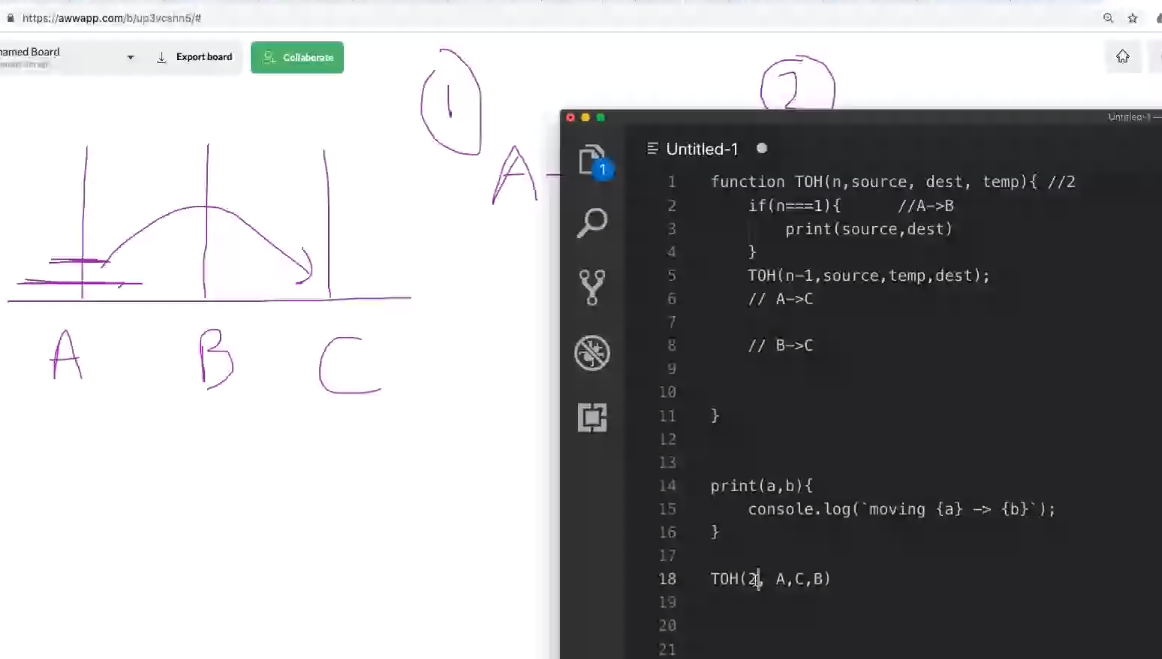 https://awwapp.com/b/up3vcshn6/#
named Board
Export board
Collaborate
1
2
A -
A
B
C
Untitled-1 —
1
Untitled-1
1 function TOH(n,source, dest, temp){ //2
2 if(n===1){ //A->B
3 print(source,dest)
4 }
5 TOH(n-1,source,temp,dest);
6 // A->C
7
8 // B->C
9
10
11 }
12
13
14 print(a,b){
15 console.log(`moving {a} -> {b}`);
16 }
17
18 TOH(2, A,C,B)
19
20
21